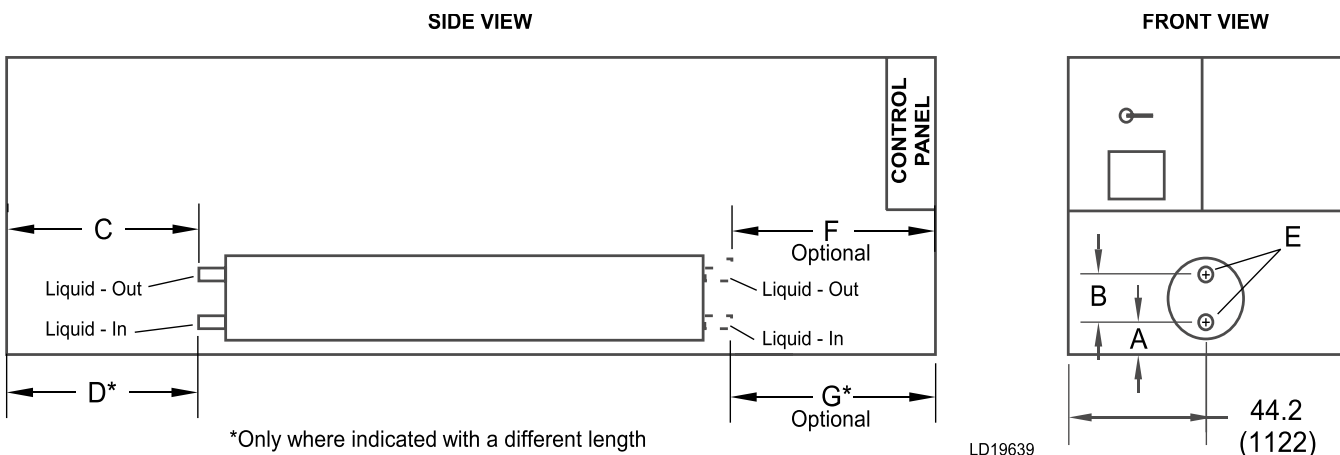 SIDE VIEW
FRONT VIEW
CONTROL
PANEL
C
F
Optional
E
Liquid - Out
Liquid - Out
B
Liquid - In
Liquid - In
A
D*
G*
Optional
44.2
(1122)
*Only where indicated with a different length
LD19639